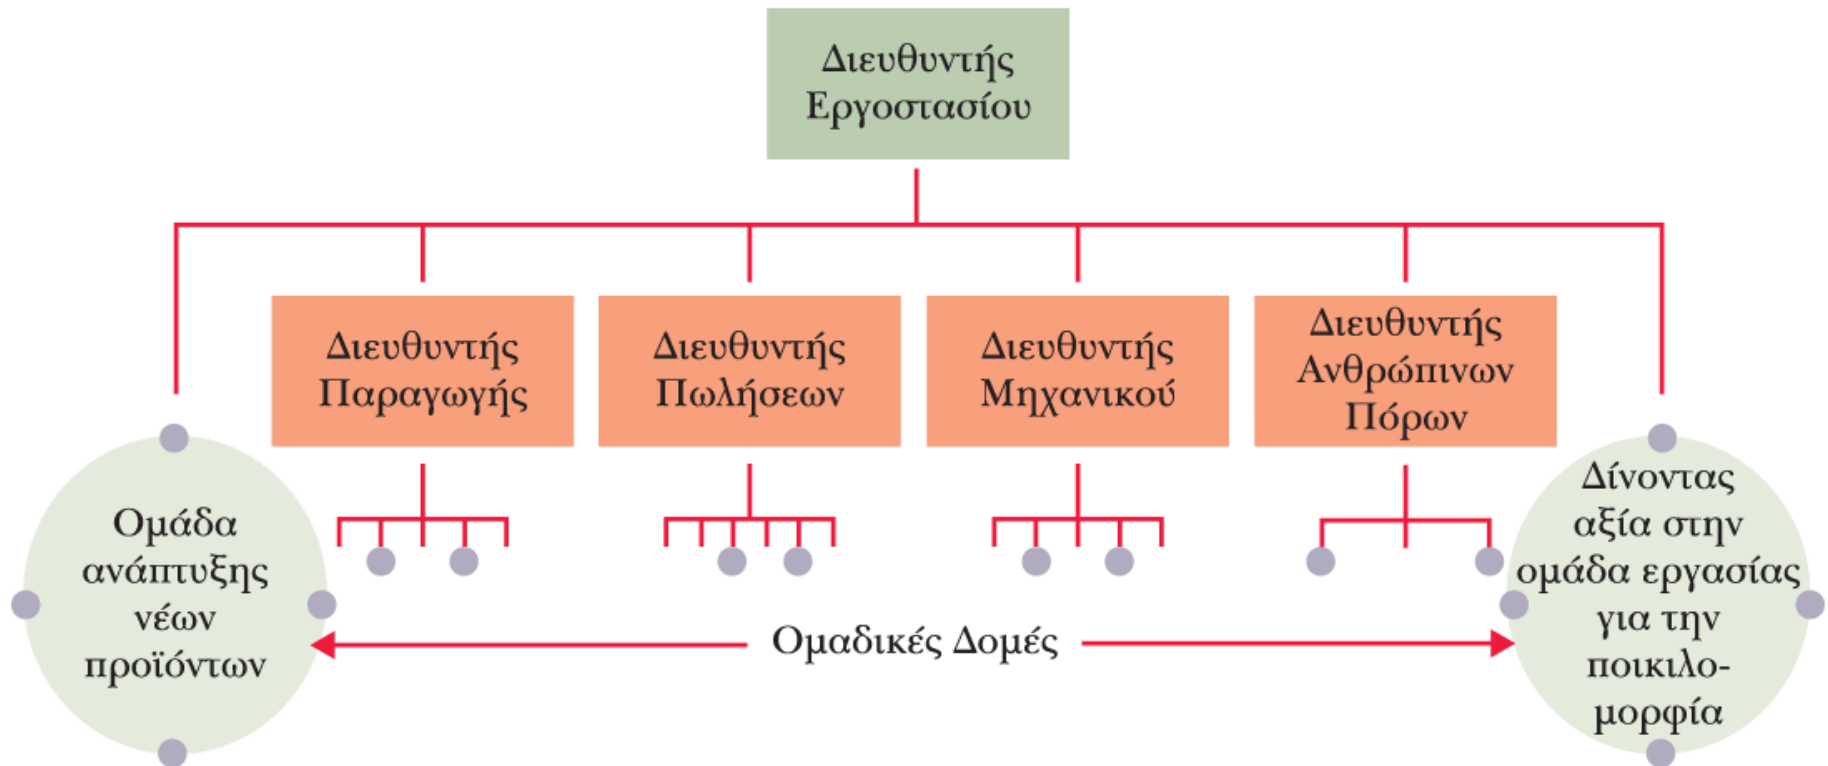 Διευθυντής
Εργοστασίου
Διευθυντής
Παραγωγής
Διευθυντής
Πωλήσεων
Διευθυντής
Μηχανικού
Διευθυντής
Ανθρώπινων
Πόρων
Ομάδα
ανάπτυξης
νέων
προϊόντων
Ομαδικές Δομές
Δίνοντας
αξία στην
ομάδα εργασίας
για την
ποικιλο-
μορφία